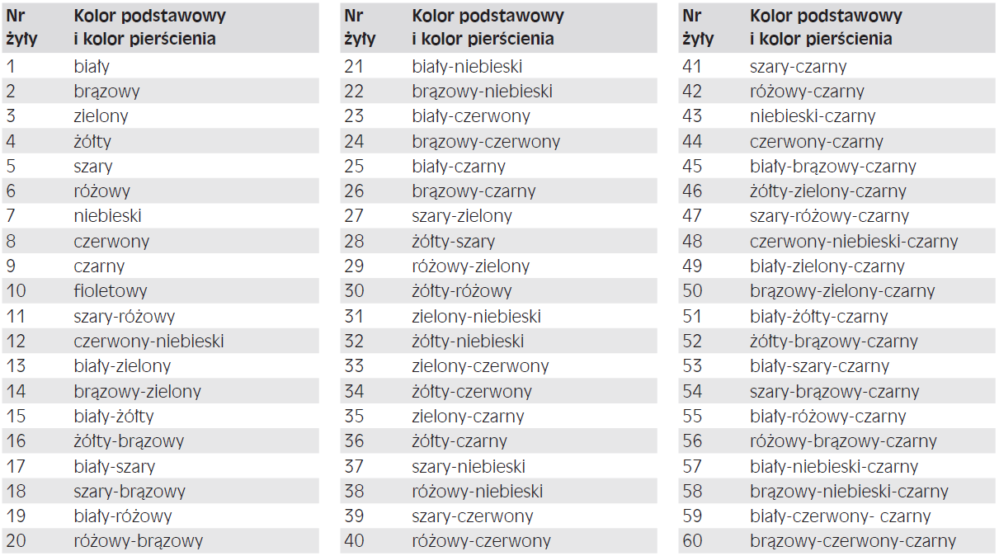 Nr żyły Kolor podstawowy i kolor pierścienia
1 biały
2 brązowy
3 zielony
4 żółty
5 szary
6 różowy
7 niebieski
8 czerwony
9 czarny
10 fioletowy
11 szary-różowy
12 czerwony-niebieski
13 biały-zielony
14 brązowy-zielony
15 biały-żółty
16 żółty-brązowy
17 biały-szary
18 szary-brązowy
19 biały-różowy
20 różowy-brązowy
Nr żyły Kolor podstawowy i kolor pierścienia
21 biały-niebieski
22 brązowy-niebieski
23 biały-czerwony
24 brązowy-czerwony
25 biały-czarny
26 brązowy-czarny
27 szary-zielony
28 żółty-szary
29 różowy-zielony
30 żółty-różowy
31 zielony-niebieski
32 żółty-niebieski
33 zielony-czerwony
34 żółty-czerwony
35 zielony-czarny
36 żółty-czarny
37 szary-niebieski
38 różowy-niebieski
39 szary-czerwony
40 różowy-czerwony
Nr żyły Kolor podstawowy i kolor pierścienia
41 szary-czarny
42 różowy-czarny
43 niebieski-czarny
44 czerwony-czarny
45 biały-brązowy-czarny
46 żółty-zielony-czarny
47 szary-różowy-czarny
48 czerwony-niebieski-czarny
49 biały-zielony-czarny
50 brązowy-zielony-czarny
51 biały-żółty-czarny
52 żółty-brązowy-czarny
53 biały-szary-czarny
54 szary-brązowy-czarny
55 biały-różowy-czarny
56 różowy-brązowy-czarny
57 biały-niebieski-czarny
58 brązowy-niebieski-czarny
59 biały-czerwony- czarny
60 brązowy-czerwony-czarny